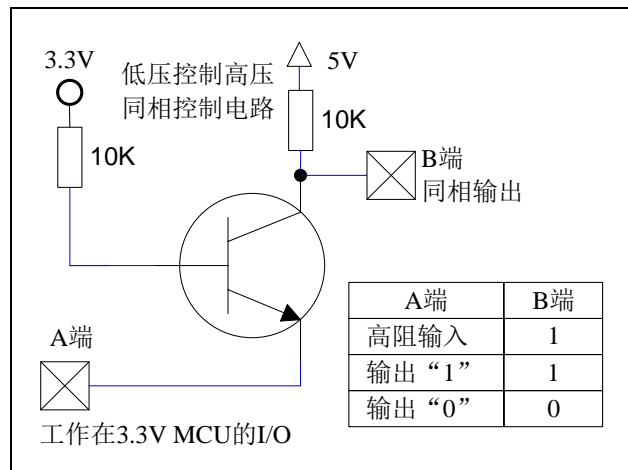 3.3V
低压控制高压
同相控制电路
5V
10K
10K
B端
同相输出
A端
工作在3.3V MCU的I/O
A端 B端
高阻输入 1
输出“1” 1
输出“0” 0